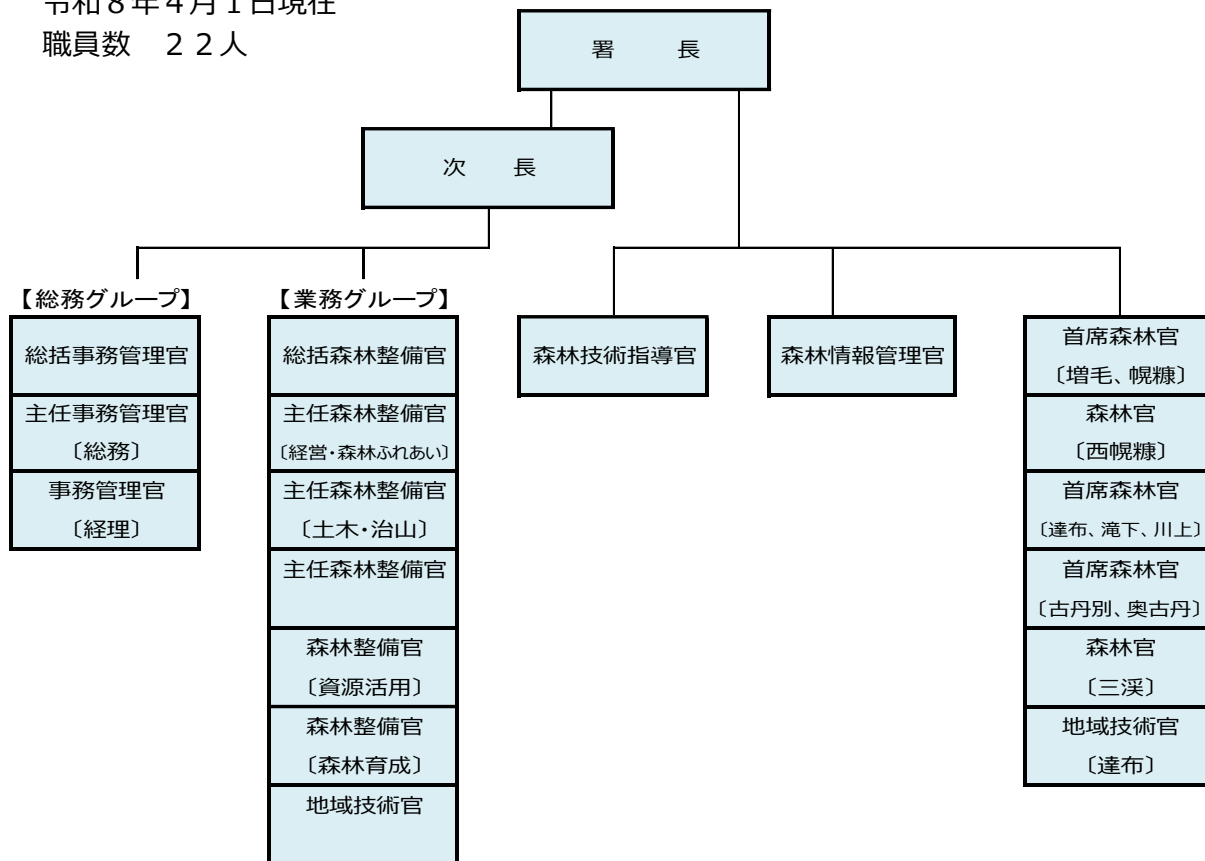 令和８年４月１日現在
職員数　２２人
署　　長
次　　長
【総務グループ】
総括事務管理官
主任事務管理官
〔総務〕
事務管理官
〔経理〕
【業務グループ】
総括森林整備官
主任森林整備官
〔経営・森林ふれあい〕
主任森林整備官
〔土木・治山〕
主任森林整備官
森林整備官
〔資源活用〕
森林整備官
〔森林育成〕
地域技術官
森林技術指導官
森林情報管理官
首席森林官
〔増毛、幌糠〕
森林官
〔西幌糠〕
首席森林官
〔達布、滝下、川上〕
首席森林官
〔古丹別、奥古丹〕
森林官
〔三渓〕
地域技術官
〔達布〕